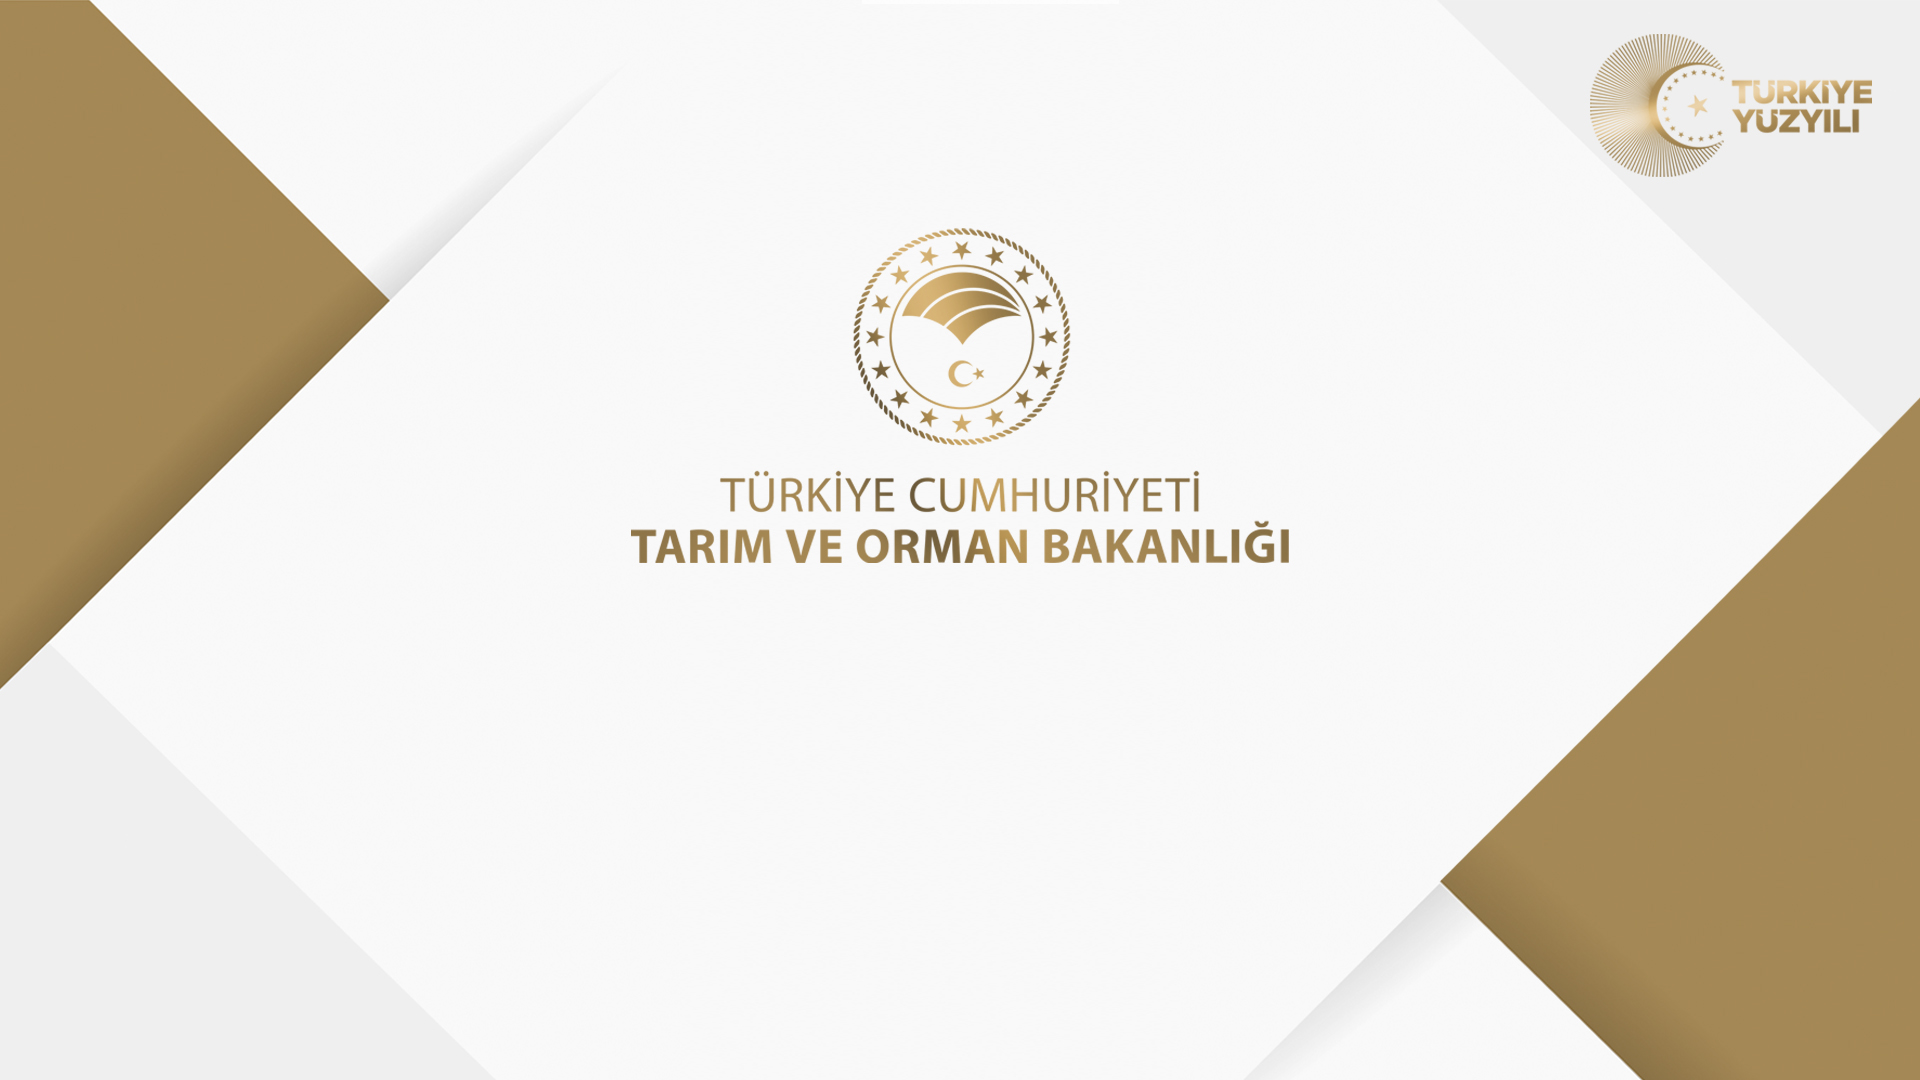 TÜRKİYE
YÜZYILI
TÜRKİYE CUMHURİYETİ
TARIM VE ORMAN BAKANLIĞI